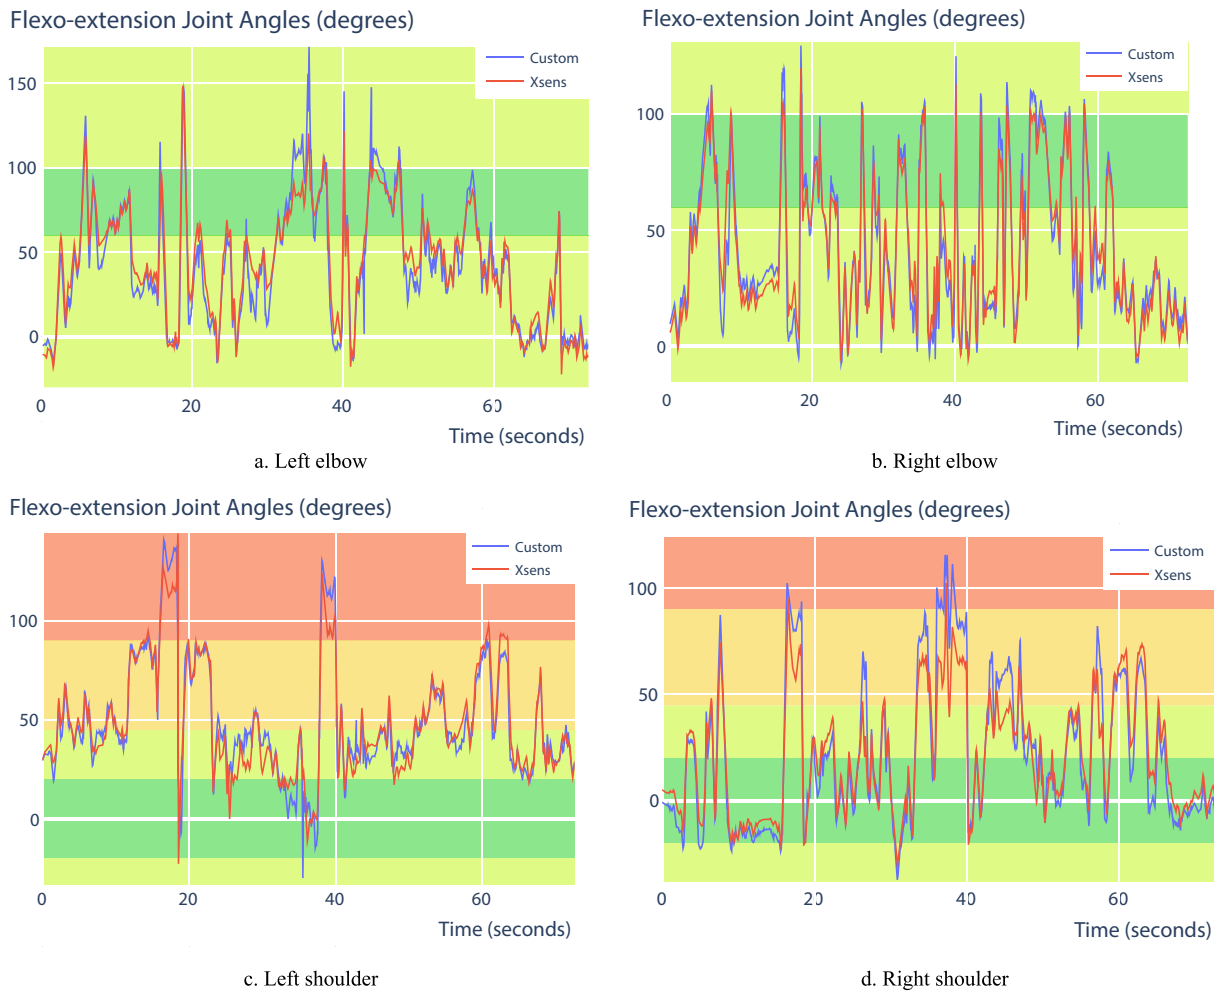 Flexo-extension Joint Angles (degrees)
Custom
Xsens
150
100
50
0
0 20 40 60
Time (seconds)
a. Left elbow
Flexo-extension Joint Angles (degrees)
Custom
Xsens
100
50
0
0 20 40 60
Time (seconds)
b. Right elbow
Flexo-extension Joint Angles (degrees)
Custom
Xsens
100
50
0
0 20 40 60
Time (seconds)
c. Left shoulder
Flexo-extension Joint Angles (degrees)
Custom
Xsens
100
50
0
0 20 40 60
Time (seconds)
d. Right shoulder